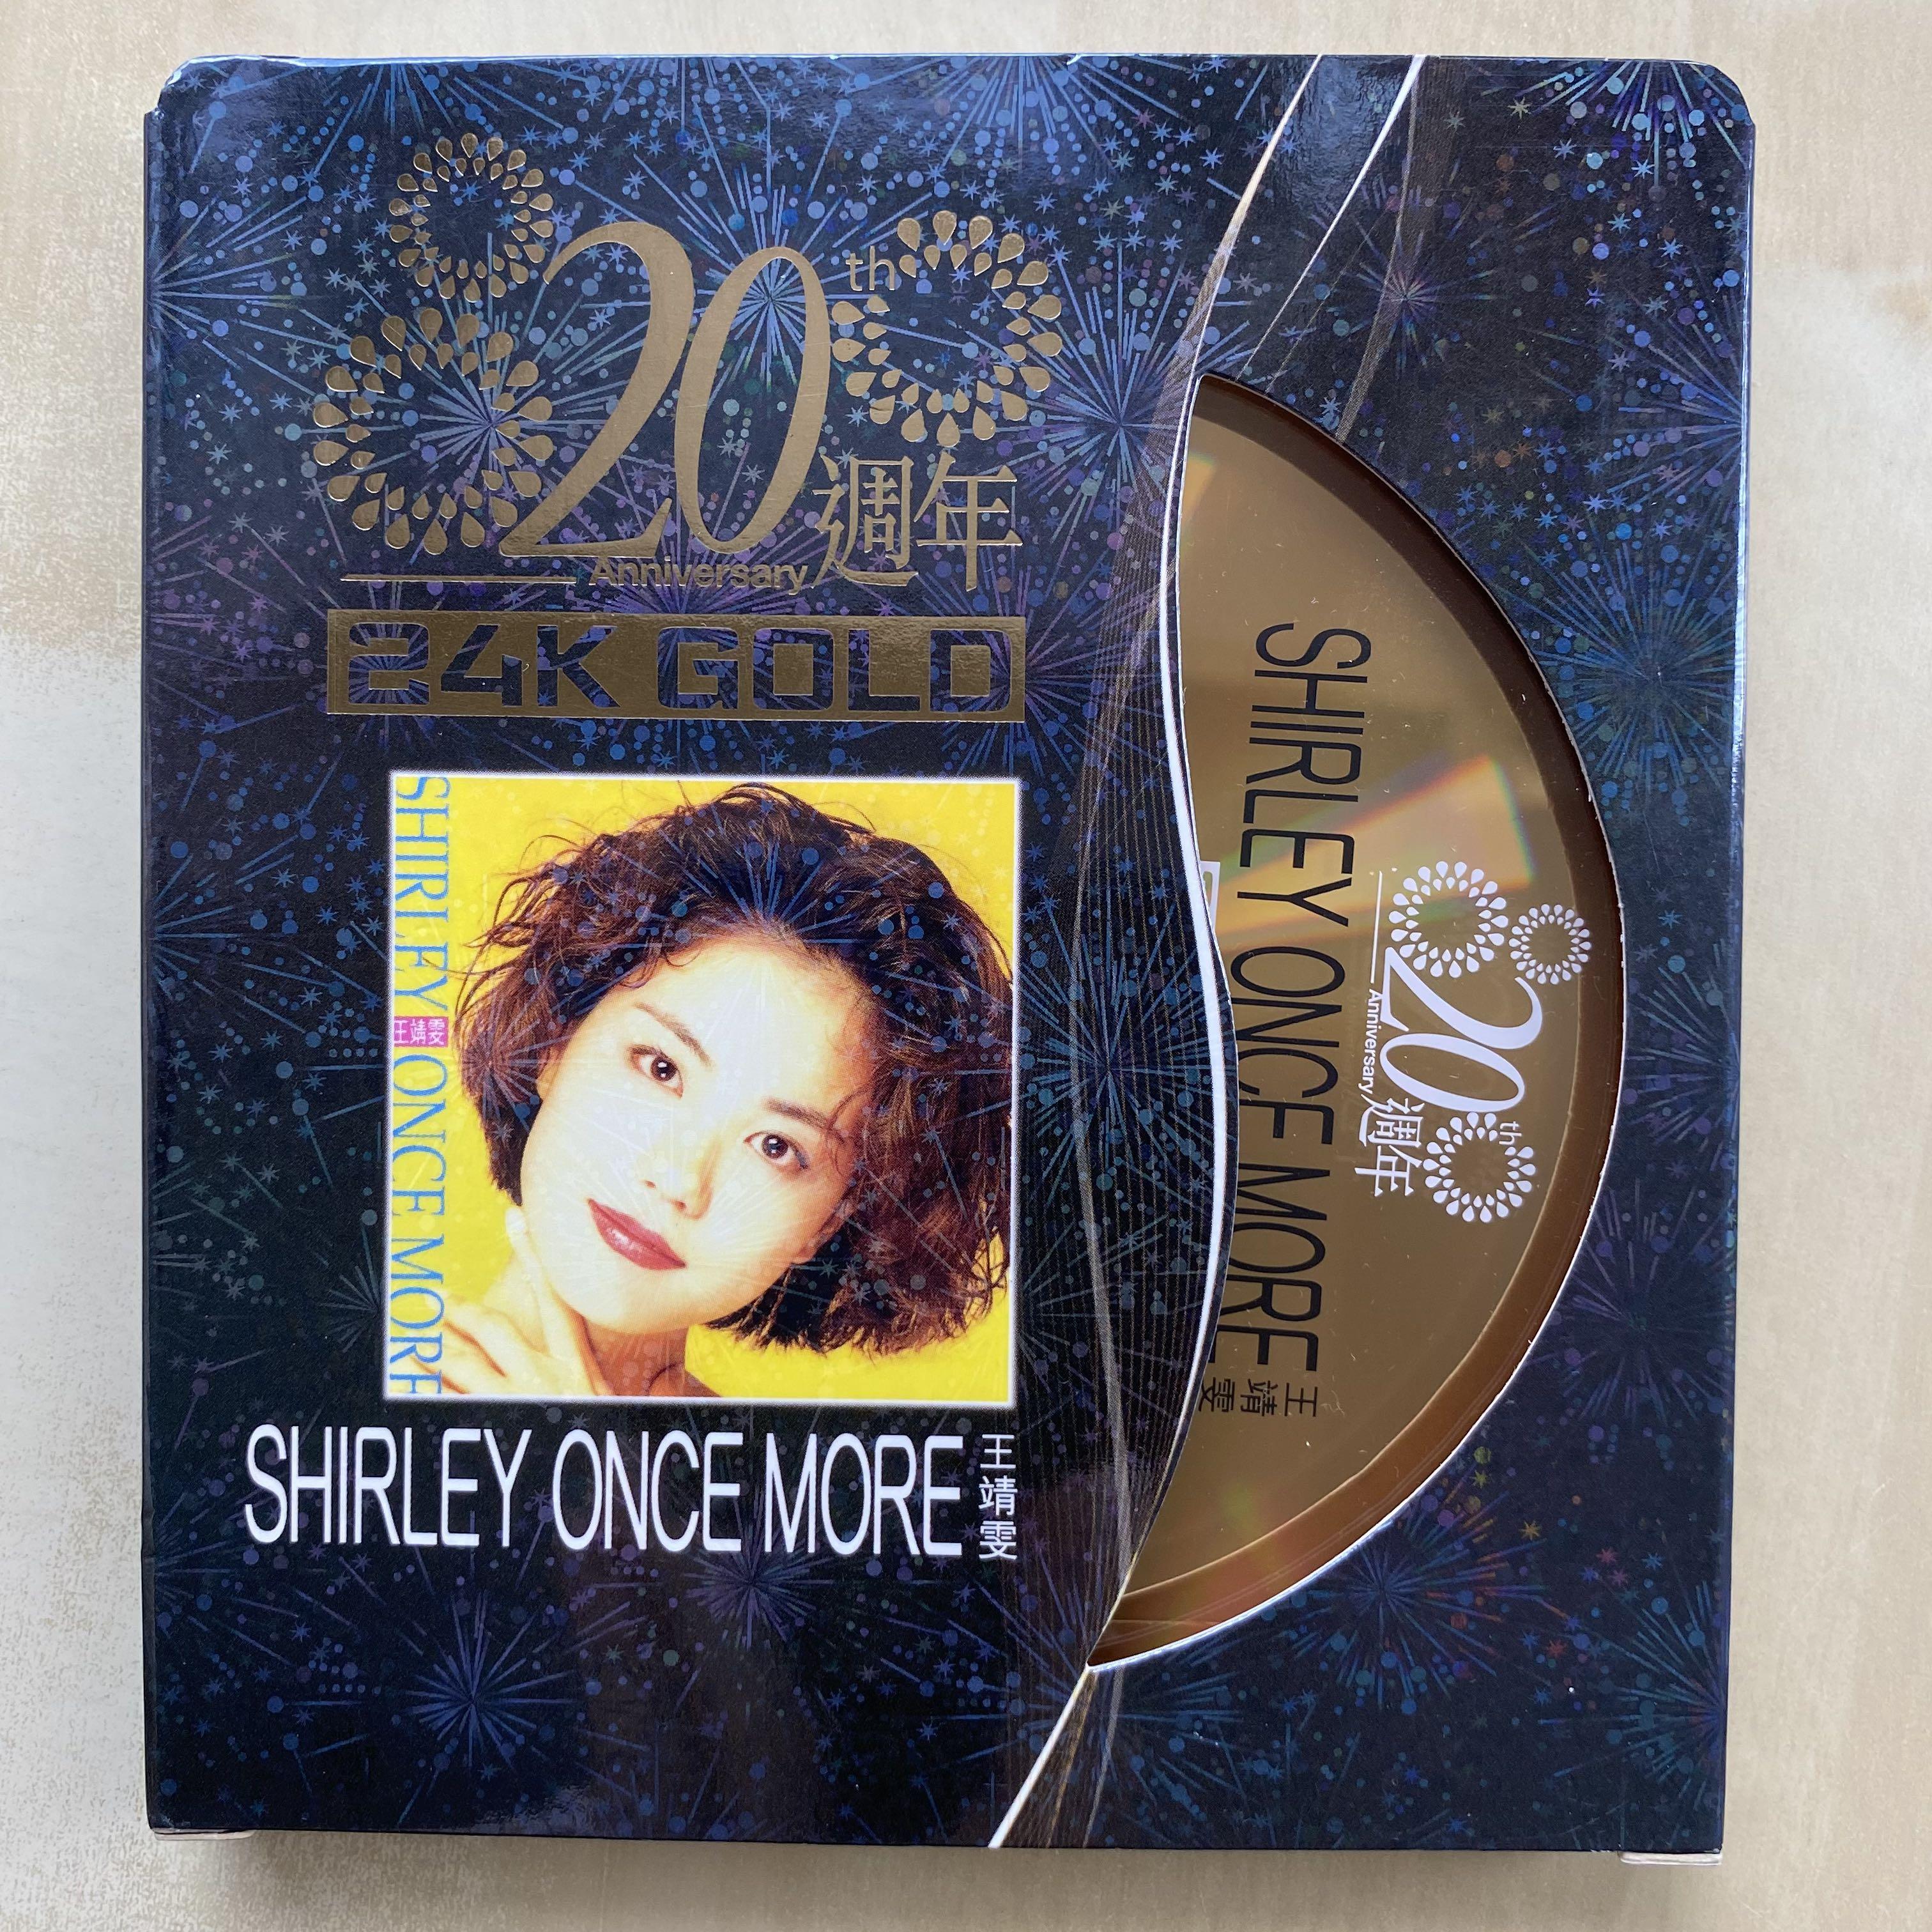 20th
週年
Anniversary
24K GOLD
SHIRLEY 王靖雯 ONCE MORE
SHIRLEY ONCE MORE 王靖雯
SHIRLEY ONCE MORE 王靖雯
20th
Anniversary 週年